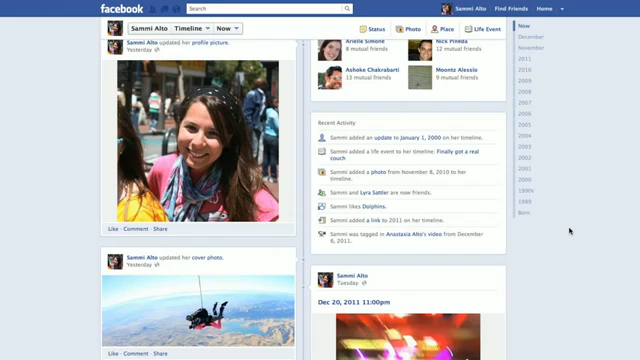 facebook
Search
Sammi Alto
Find Friends
Home
Sammi Alto
Timeline
Now
Status
Photo
Place
Life Event
Sammi Alto updated her profile picture.
Yesterday
Like · Comment · Share
Sammi Alto updated her cover photo.
Yesterday
Like · Comment · Share
Arielle Simone
8 mutual friends
Nick Pineda
12 mutual friends
Ashoke Chakrabarti
13 mutual friends
Moontz Alessio
9 mutual friends
Recent Activity
Sammi added an update to January 1, 2000 on her timeline.
Sammi added a life event to her timeline: Finally got a real
couch
Sammi added a photo from November 8, 2010 to her
timeline.
Sammi and Lyra Sattler are now friends.
Sammi likes Dolphins.
Sammi added a link to 2011 on her timeline.
Sammi was tagged in Anastaxia Alto's video from December
6, 2011.
Sammi Alto
Tuesday
Dec 20, 2011 11:00pm
Now
December
November
2011
2010
2009
2008
2007
2006
2005
2004
2003
2002
2001
2000
1990s
1989
Born